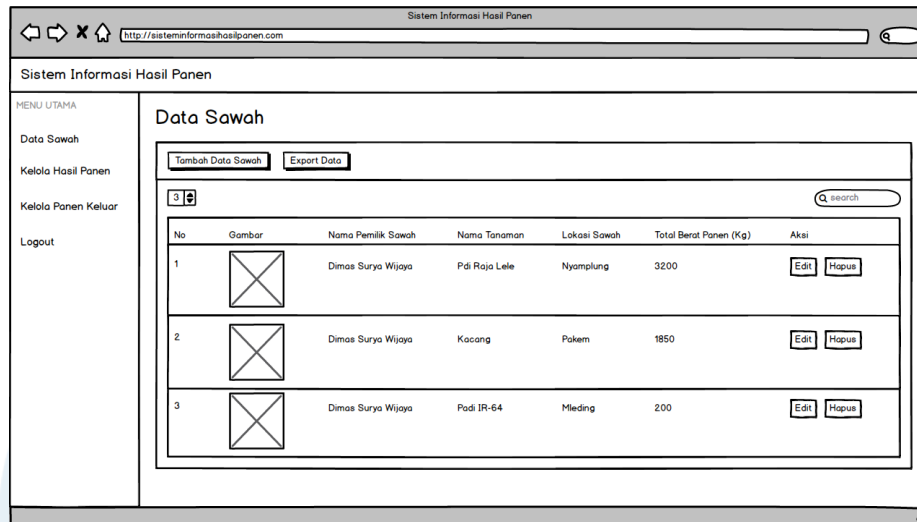 Sistem Informasi Hasil Panen
http://sisteminformasihasilpanen.com
Sistem Informasi Hasil Panen
MENU UTAMA
Data Sawah
Kelola Hasil Panen
Kelola Panen Keluar
Logout
Data Sawah
Tambah Data Sawah Export Data
3 search
No Gambar Nama Pemilik Sawah Nama Tanaman Lokasi Sawah Total Berat Panen (Kg) Aksi
1 Dimas Surya Wijaya Pdi Raja Lele Nyamplung 3200 Edit Hapus
2 Dimas Surya Wijaya Kacang Pakem 1850 Edit Hapus
3 Dimas Surya Wijaya Padi IR-64 Mleding 200 Edit Hapus